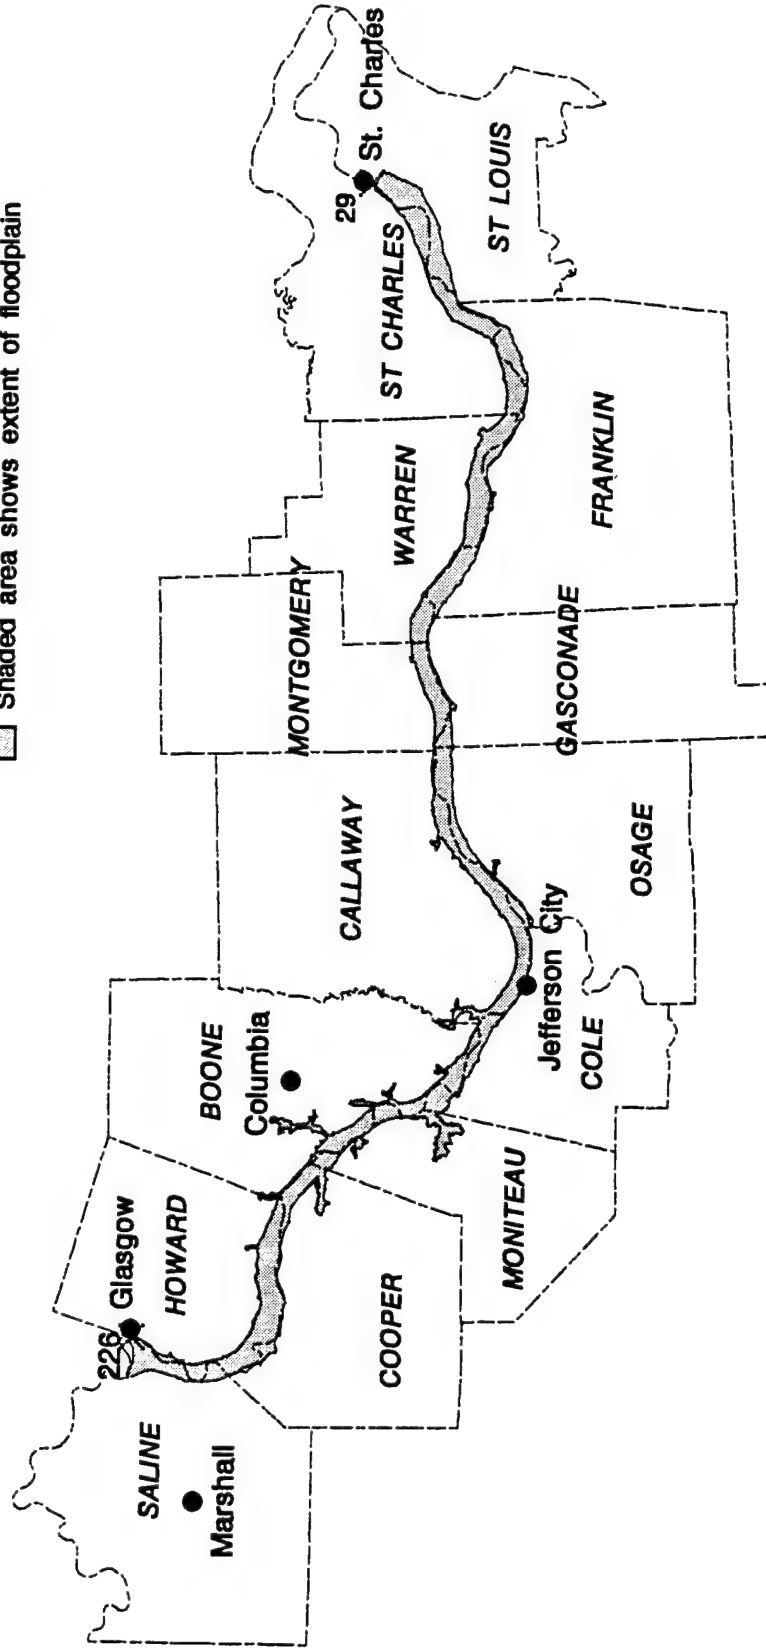 Shaded area shows extent of floodplain
226
Glasgow
HOWARD
SALINE
Marshall
BOONE
Columbia
COOPER
MONITEAU
CALLAWAY
Jefferson City
COLE
OSAGE
MONTGOMERY
GASCONADE
WARREN
FRANKLIN
ST CHARLES
29
St. Charles
ST LOUIS